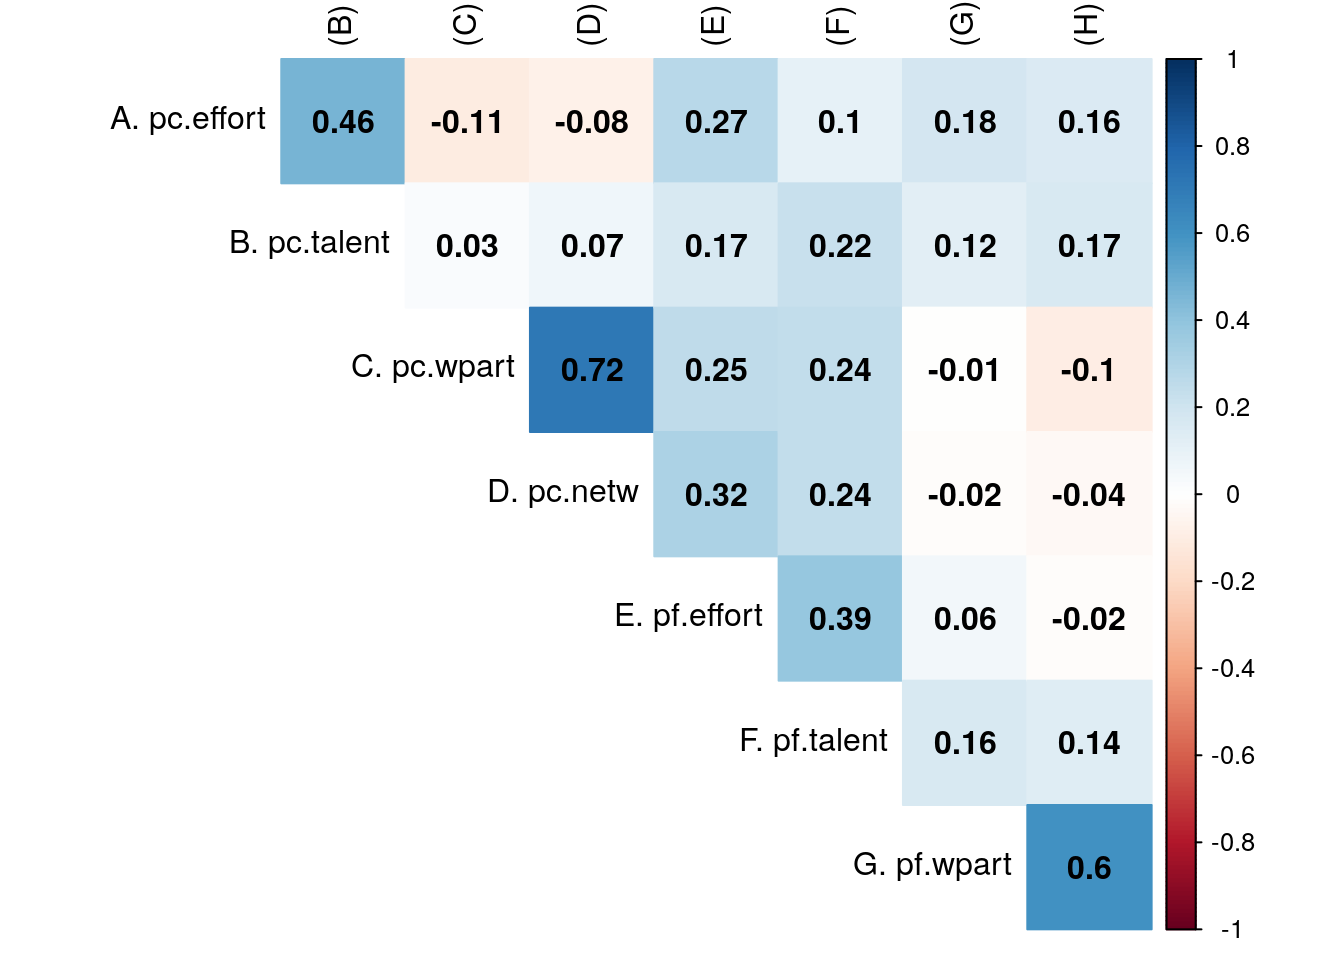 (B) (C) (D) (E) (F) (G) (H)
A. pc.effort 0.46 -0.11 -0.08 0.27 0.1 0.18 0.16
B. pc.talent 0.03 0.07 0.17 0.22 0.12 0.17
C. pc.wpart 0.72 0.25 0.24 -0.01 -0.1
D. pc.netw 0.32 0.24 -0.02 -0.04
E. pf.effort 0.39 0.06 -0.02
F. pf.talent 0.16 0.14
G. pf.wpart 0.6
1
0.8
0.6
0.4
0.2
0
-0.2
-0.4
-0.6
-0.8
-1